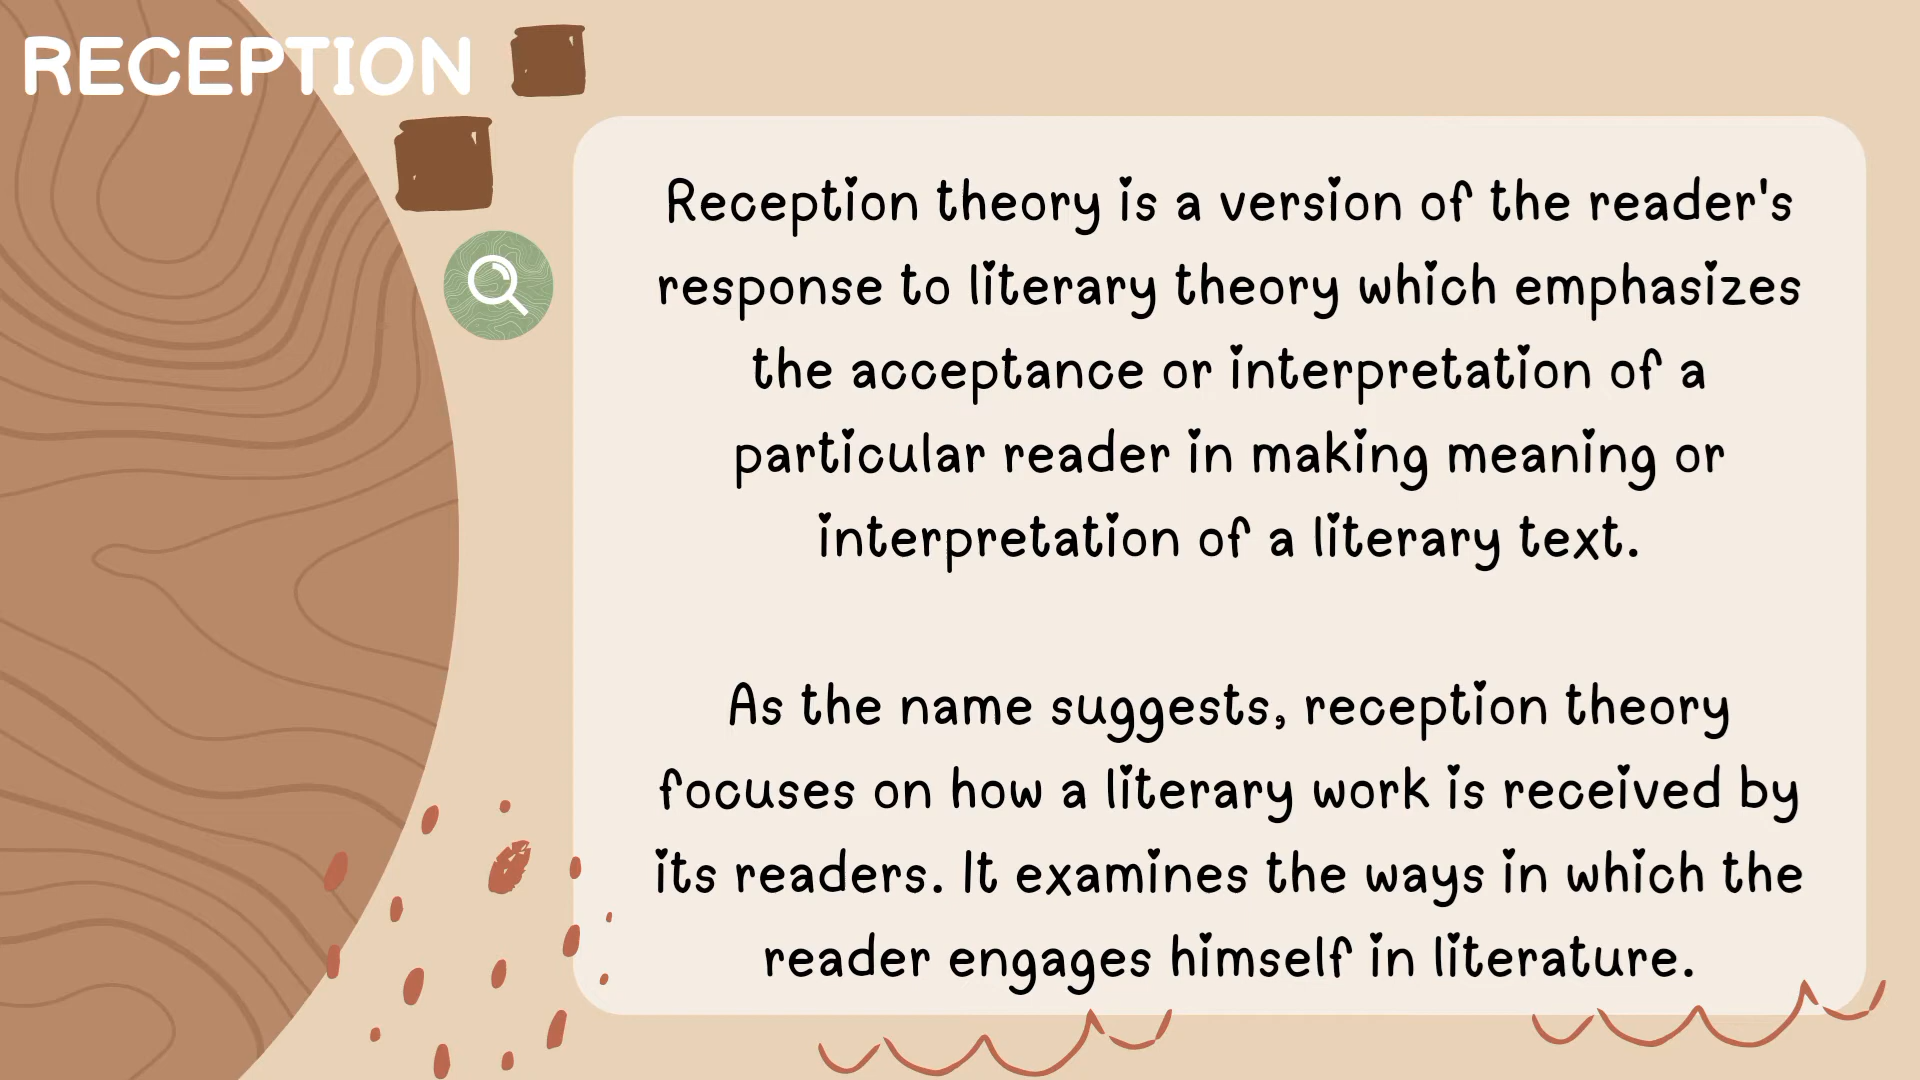 RECEPTION
Reception theory is a version of the reader's
response to literary theory which emphasizes
the acceptance or interpretation of a
particular reader in making meaning or
interpretation of a literary text.
As the name suggests, reception theory
focuses on how a literary work is received by
its readers. It examines the ways in which the
reader engages himself in literature.